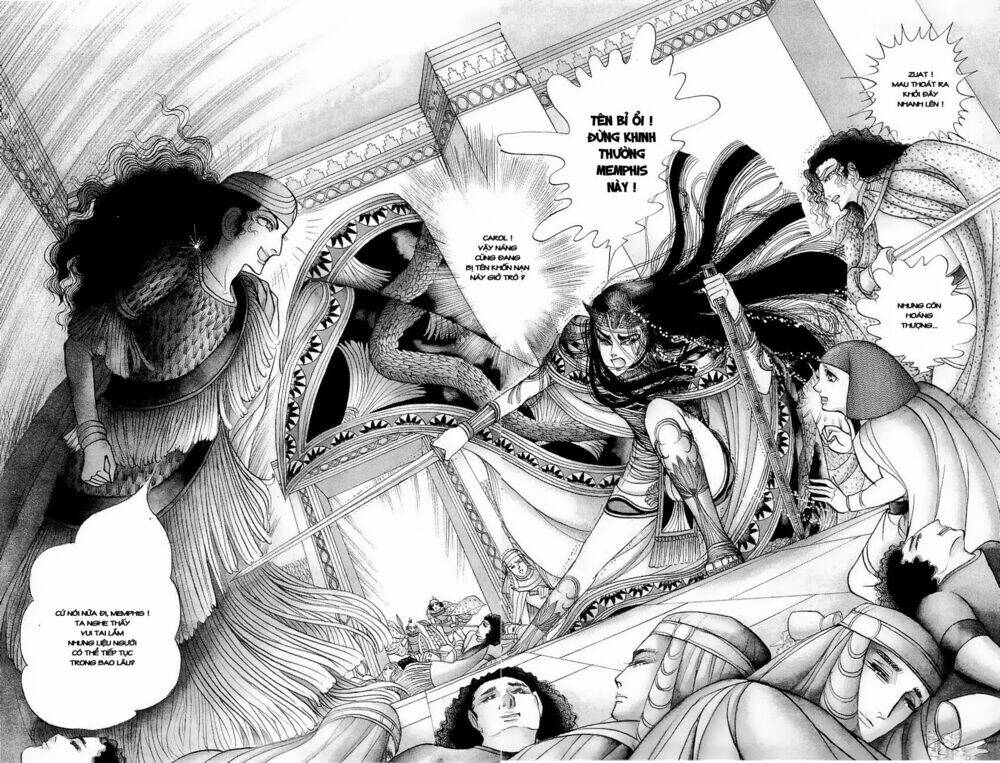 ZUAT !
MAU THOÁT RA
KHỎI ĐÂY
NHANH LÊN !
TÊN BỈ ỔI !
ĐỪNG KHINH
THƯỜNG
MEMPHIS
NÀY !
CAROL !
VẬY NÀNG
CŨNG ĐANG
BỊ TÊN KHỐN NẠN
NÀY GIỞ TRÒ ?
NHƯNG CÒN
HOÀNG
THƯỢNG...
CỨ NÓI NỮA ĐI, MEMPHIS !
TA NGHE THẤY
VUI TAI LẮM
NHƯNG LIỆU NGƯỜI
CÓ THỂ TIẾP TỤC
TRONG BAO LÂU?